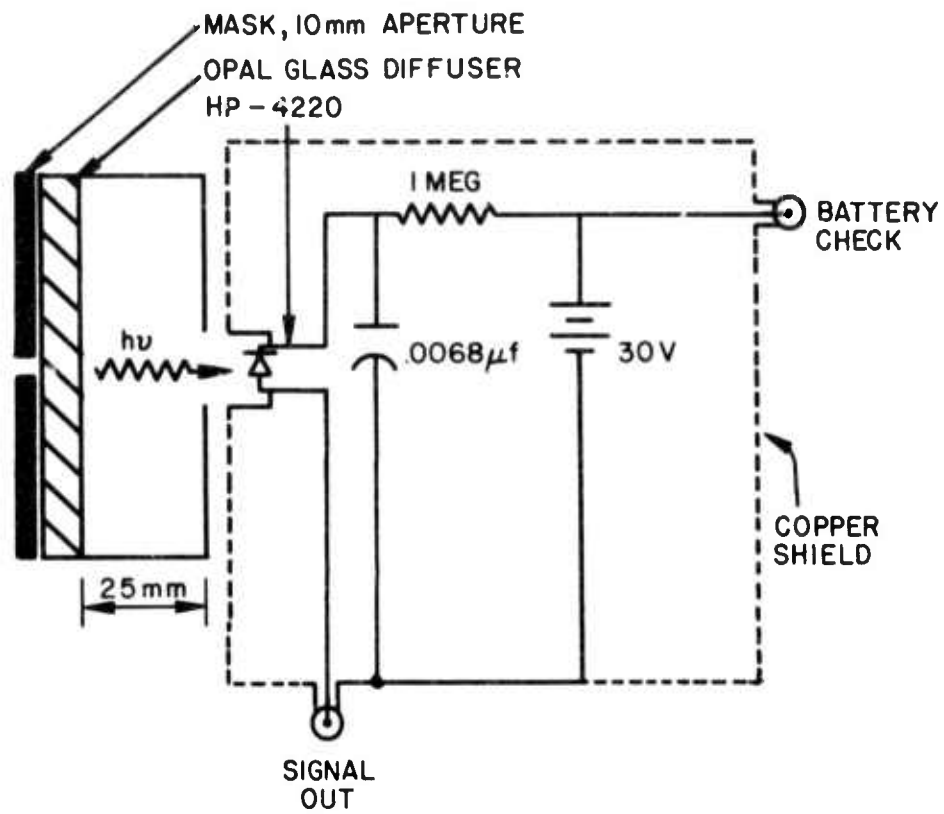 MASK, 10mm APERTURE
OPAL GLASS DIFFUSER
HP-4220
1 MEG
BATTERY
CHECK
hυ
.0068μf
30V
COPPER
SHIELD
25mm
SIGNAL
OUT